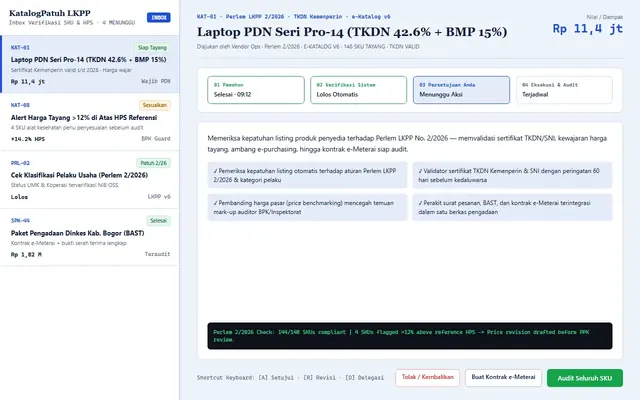 KatalogPatuh LKPP
Inbox Verifikasi SKU & HPS · 4 MENUNGGU
INBOX
KAT-01
Siap Tayang
Laptop PDN Seri Pro-14 (TKDN 42.6% + BMP 15%)
Sertifikat Kemenperin valid s/d 2028 · Harga wajar
Rp 11,4 jt
Wajib PDN
KAT-08
Sesuaikan
Alert Harga Tayang >12% di Atas HPS Referensi
4 SKU alat kesehatan perlu penyesuaian sebelum audit
+14.2% HPS
BPK Guard
PRL-02
Patuh 2/26
Cek Klasifikasi Pelaku Usaha (Perlem 2/2026)
Status UMK & Koperasi terverifikasi NIB OSS
Lolos
LKPP v6
SPK-44
Selesai
Paket Pengadaan Dinkes Kab. Bogor (BAST)
Kontrak e-Meterai + bukti serah terima lengkap
Rp 1,82 M
Teraudit
KAT-01 · Perlem LKPP 2/2026 · TKDN Kemenperin · e-Katalog v6
Laptop PDN Seri Pro-14 (TKDN 42.6% + BMP 15%)
Diajukan oleh Vendor Ops · Perlem 2/2026 · E-KATALOG V6 · 148 SKU TAYANG · TKDN VALID
Nilai / Dampak
Rp 11,4 jt
01 Pemohon
Selesai · 09:12
02 Verifikasi Sistem
Lolos Otomatis
03 Persetujuan Anda
Menunggu Aksi
04 Eksekusi & Audit
Terjadwal
Memeriksa kepatuhan listing produk penyedia terhadap Perlem LKPP No. 2/2026 — memvalidasi sertifikat TKDN/SNI, kewajaran harga
tayang, ambang e-purchasing, hingga kontrak e-Meterai siap audit.
✓ Memeriksa kepatuhan listing otomatis terhadap aturan Perlem LKPP
2/2026 & kategori pelaku
✓ Validator sertifikat TKDN Kemenperin & SNI dengan peringatan 60
hari sebelum kedaluwarsa
✓ Pembanding harga pasar (price benchmarking) mencegah temuan
mark-up auditor BPK/Inspektorat
✓ Perakit surat pesanan, BAST, dan kontrak e-Meterai terintegrasi
dalam satu berkas pengadaan
Perlem 2/2026 Check: 144/148 SKUs compliant | 4 SKUs flagged >12% above reference HPS -> Price revision drafted before PPK
review.
Shortcut Keyboard: [A] Setujui · [R] Revisi · [D] Delegasi
Tolak / Kembalikan
Buat Kontrak e-Meterai
Audit Seluruh SKU